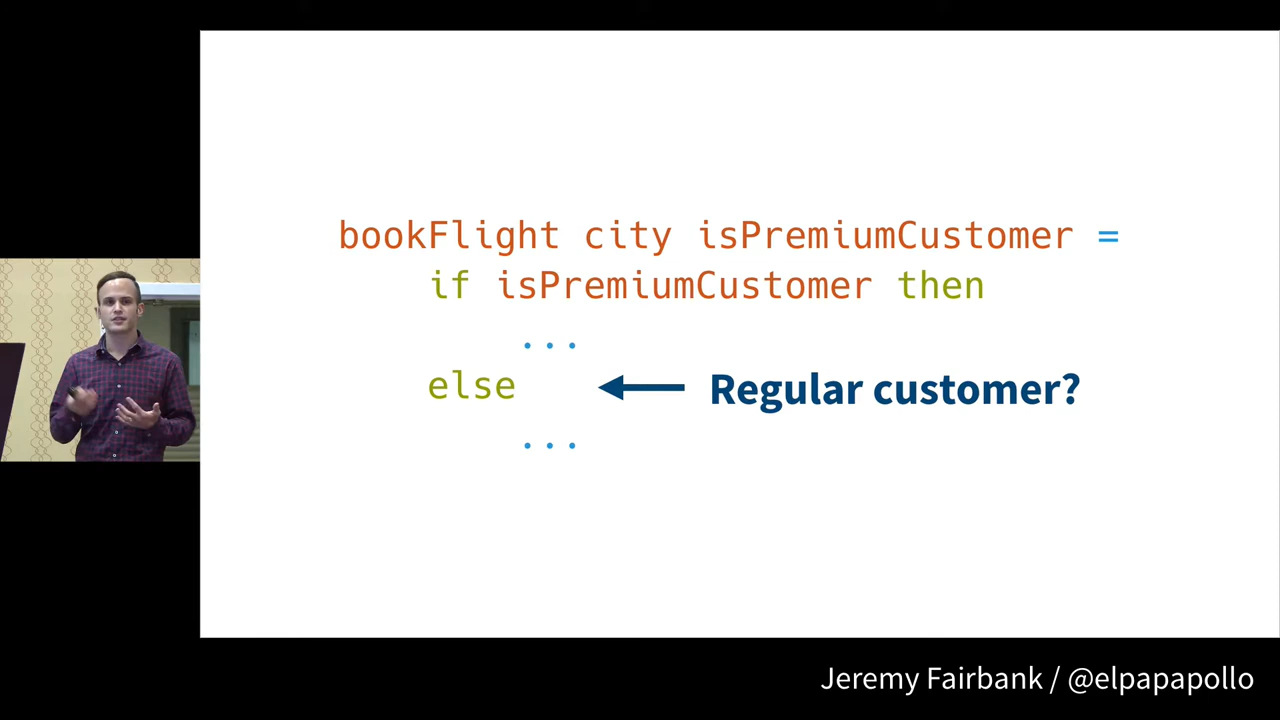 bookFlight city isPremiumCustomer =
if isPremiumCustomer then
...
else
Regular customer?
...
Jeremy Fairbank / @elpapapollo